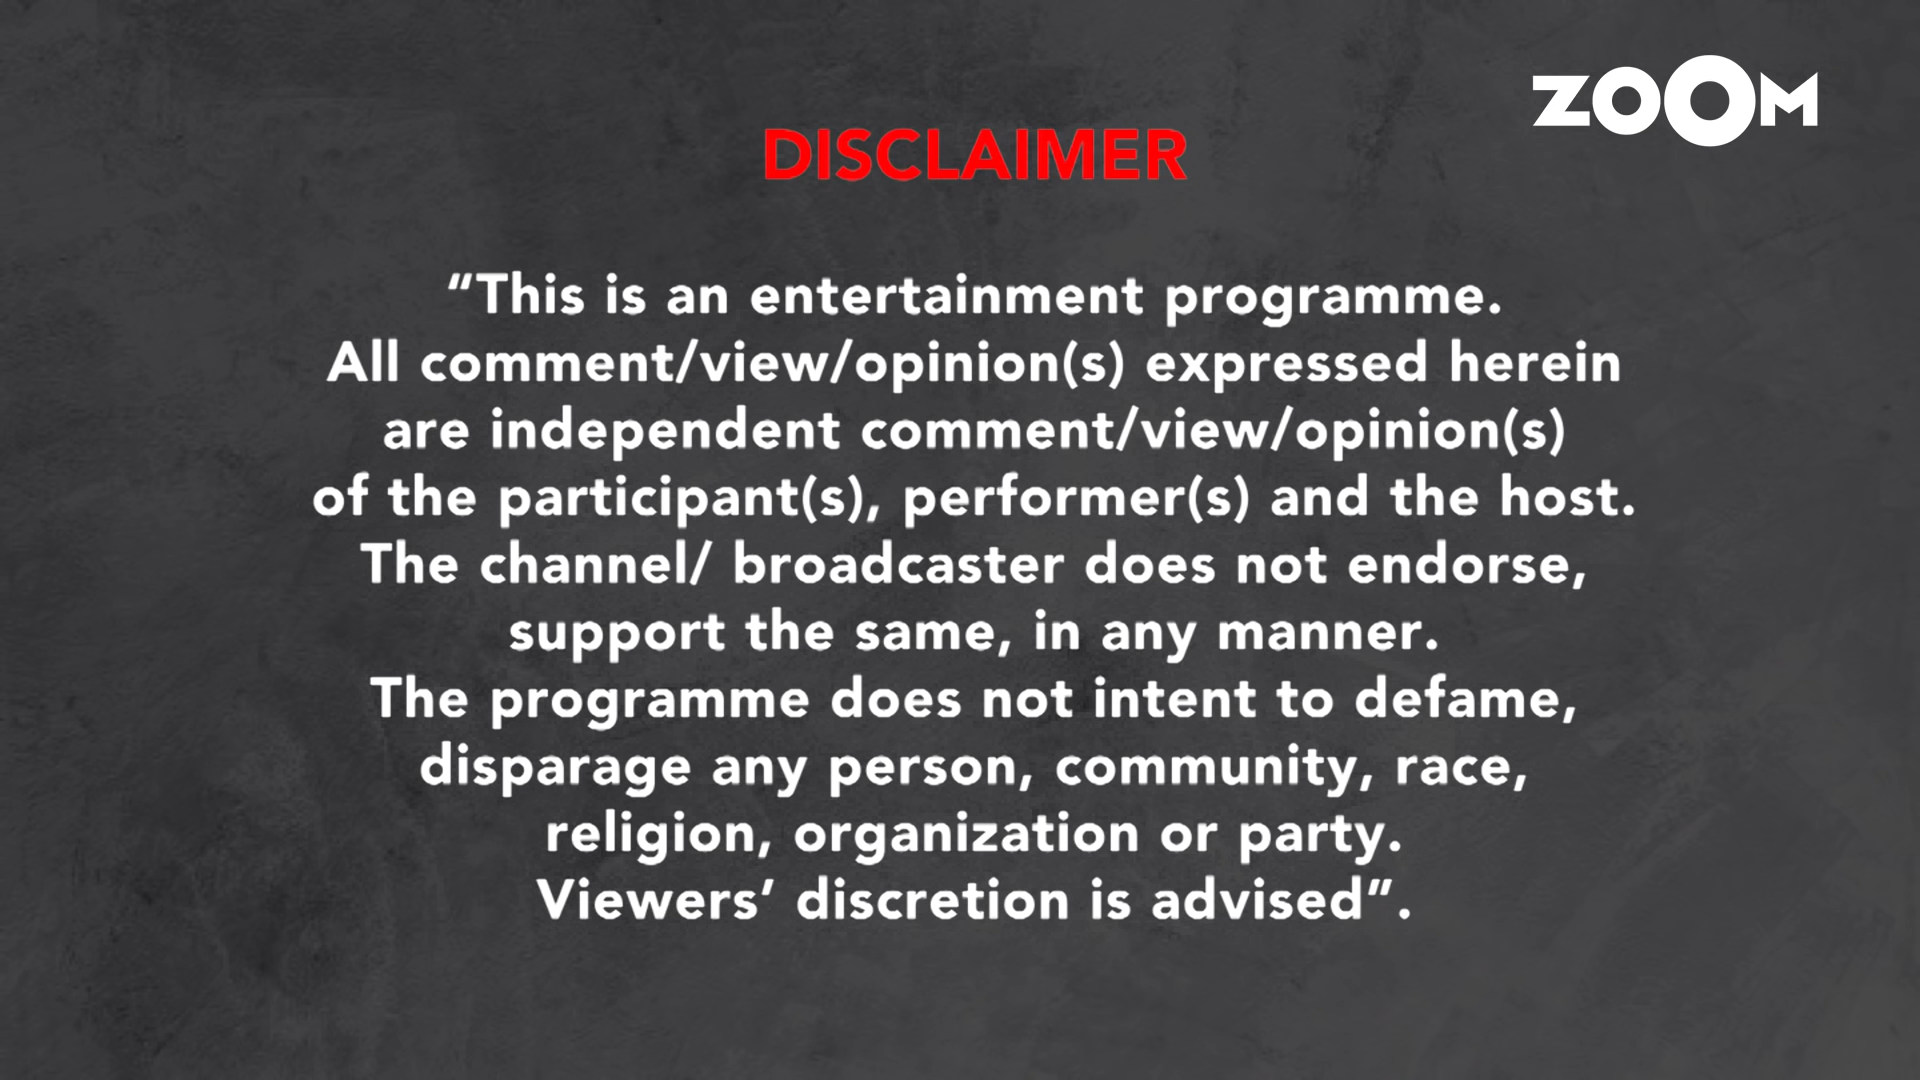 ZOOM
DISCLAIMER
“This is an entertainment programme.
All comment/view/opinion(s) expressed herein
are independent comment/view/opinion(s)
of the participant(s), performer(s) and the host.
The channel/ broadcaster does not endorse,
support the same, in any manner.
The programme does not intent to defame,
disparage any person, community, race,
religion, organization or party.
Viewers’ discretion is advised”.